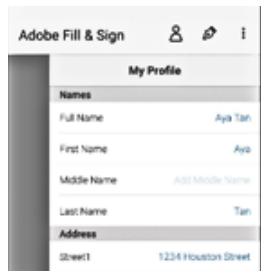 Adobe Fill & Sign
My Profile
Names
Full Name Aya Tan
First Name Aya
Middle Name Add Middle Name
Last Name Tan
Address
Street1 1234 Houston Street